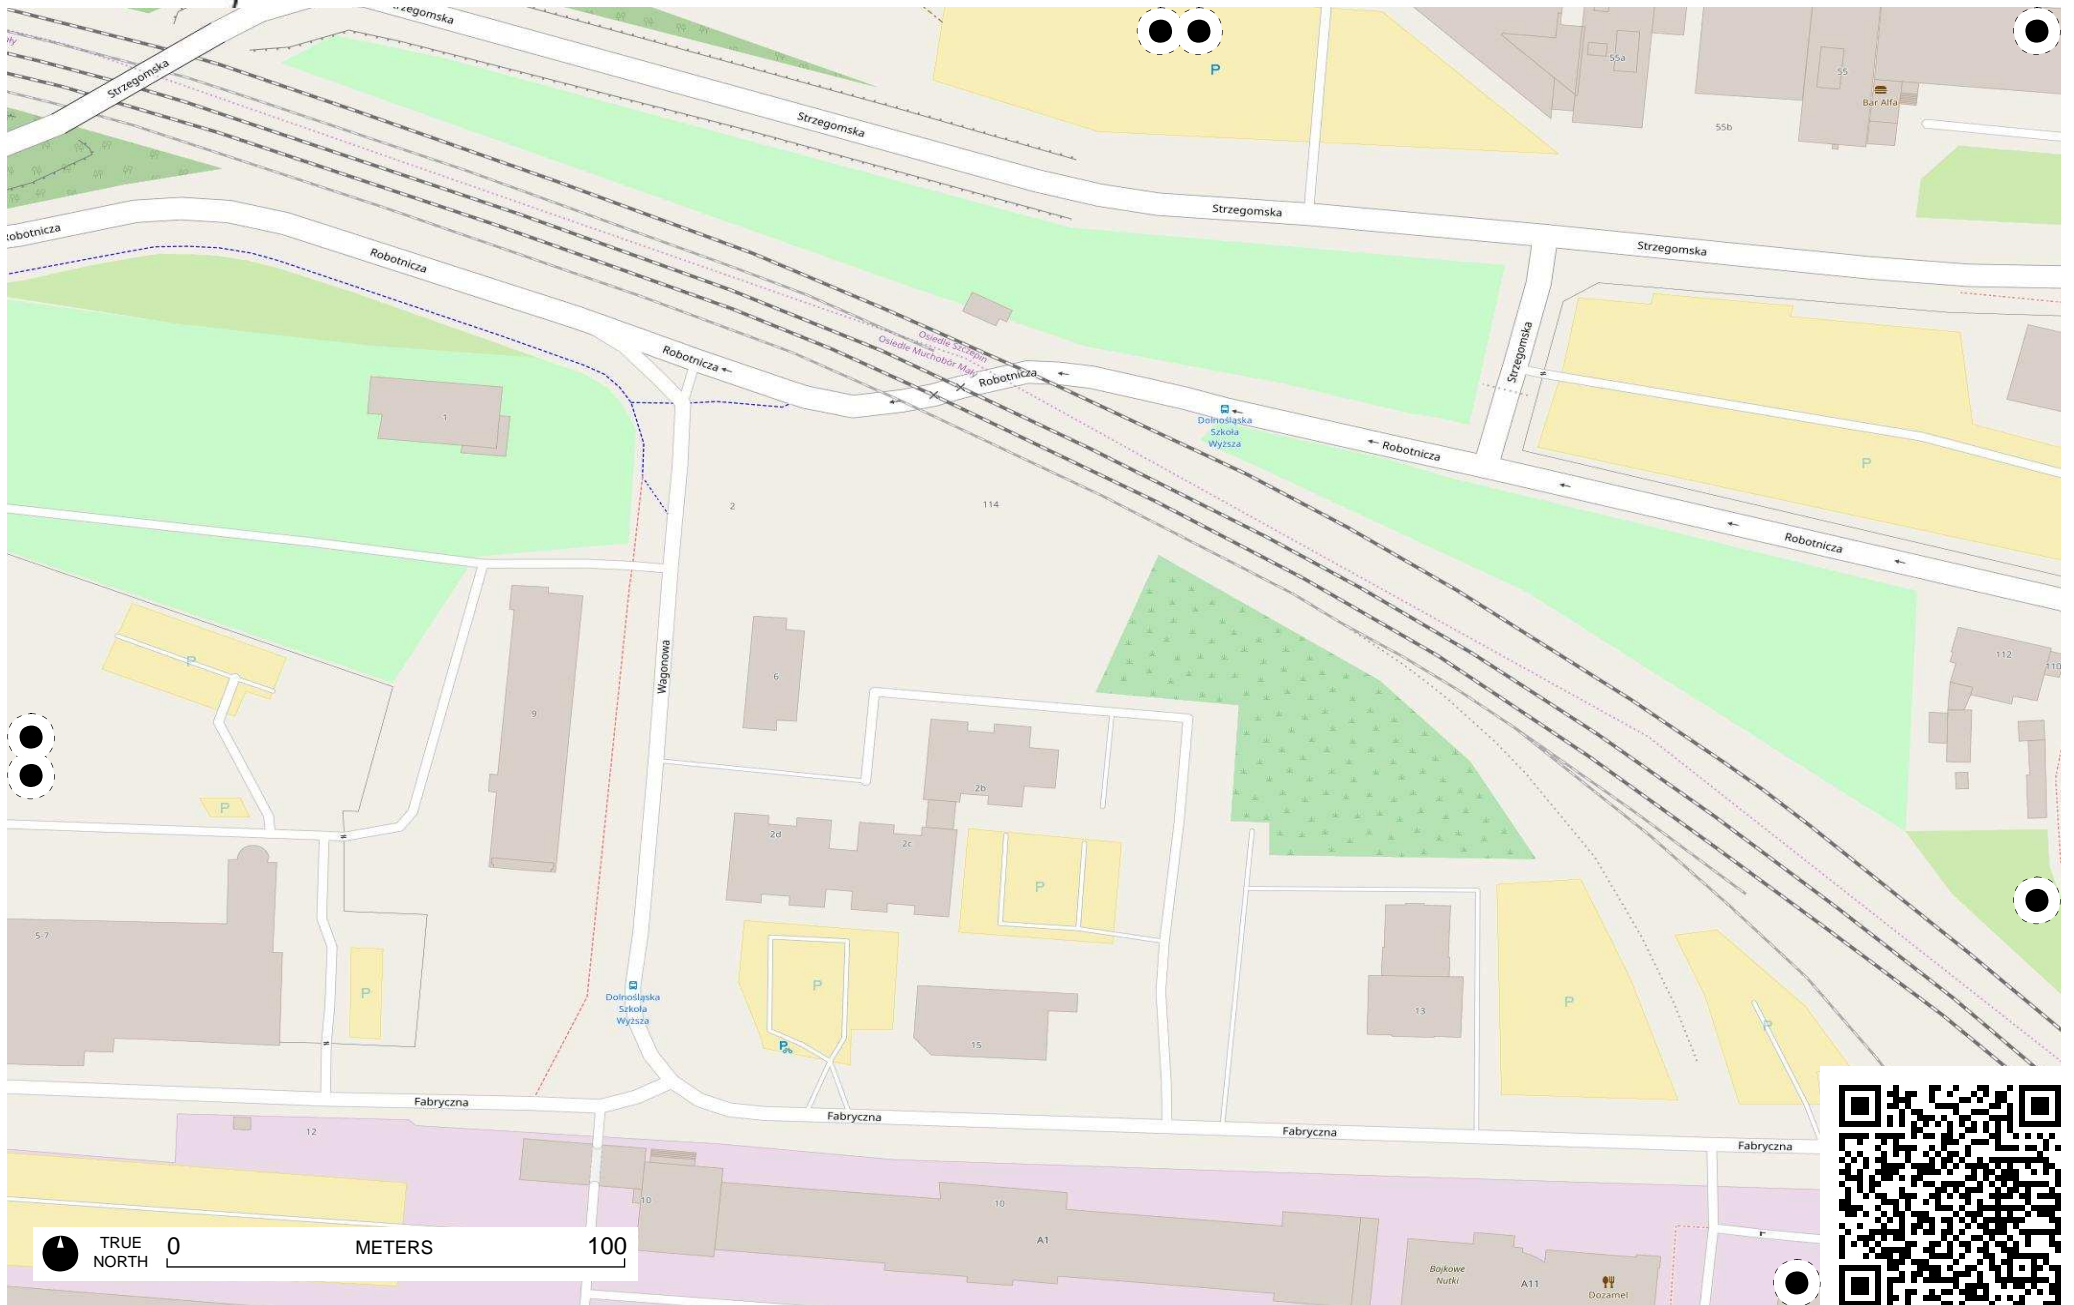 zegomska
Strzegomska
Strzegomska
Strzegomska
Strzegomska
Strzegomska
P
55a
55
Bar Alfa
55b
Robotnicza
Robotnicza
Robotnicza
Osiedle Szczepin
Osiedle Muchobór Mały
Robotnicza
Dolnośląska
Szkoła
Wyższa
Robotnicza
P
Robotnicza
1
2
114
P
9
Wagonowa
6
112
110
P
2b
2d
2c
P
5-7
P
P
P
P
P
13
15
Dolnośląska
Szkoła
Wyższa
Fabryczna
Fabryczna
Fabryczna
Fabryczna
12
10
10
A1
A11
Bajkowe
Nutki
Dozamel
TRUE
NORTH
0 METERS 100